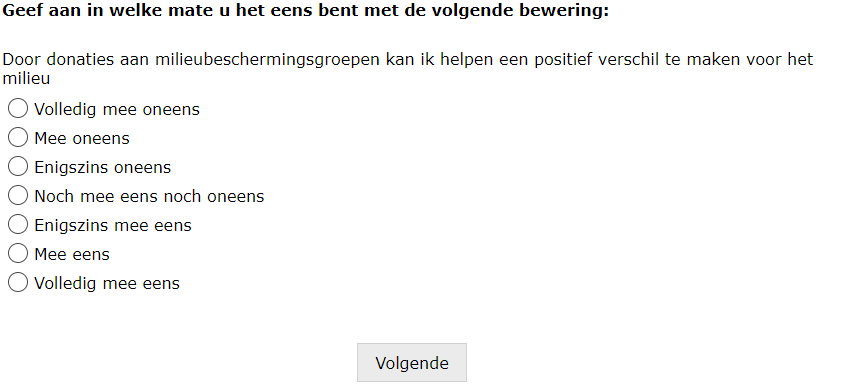 Geef aan in welke mate u het eens bent met de volgende bewering:
Door donaties aan milieubeschermingsgroepen kan ik helpen een positief verschil te maken voor het
milieu
Volledig mee oneens
Mee oneens
Enigszins oneens
Noch mee eens noch oneens
Enigszins mee eens
Mee eens
Volledig mee eens
Volgende